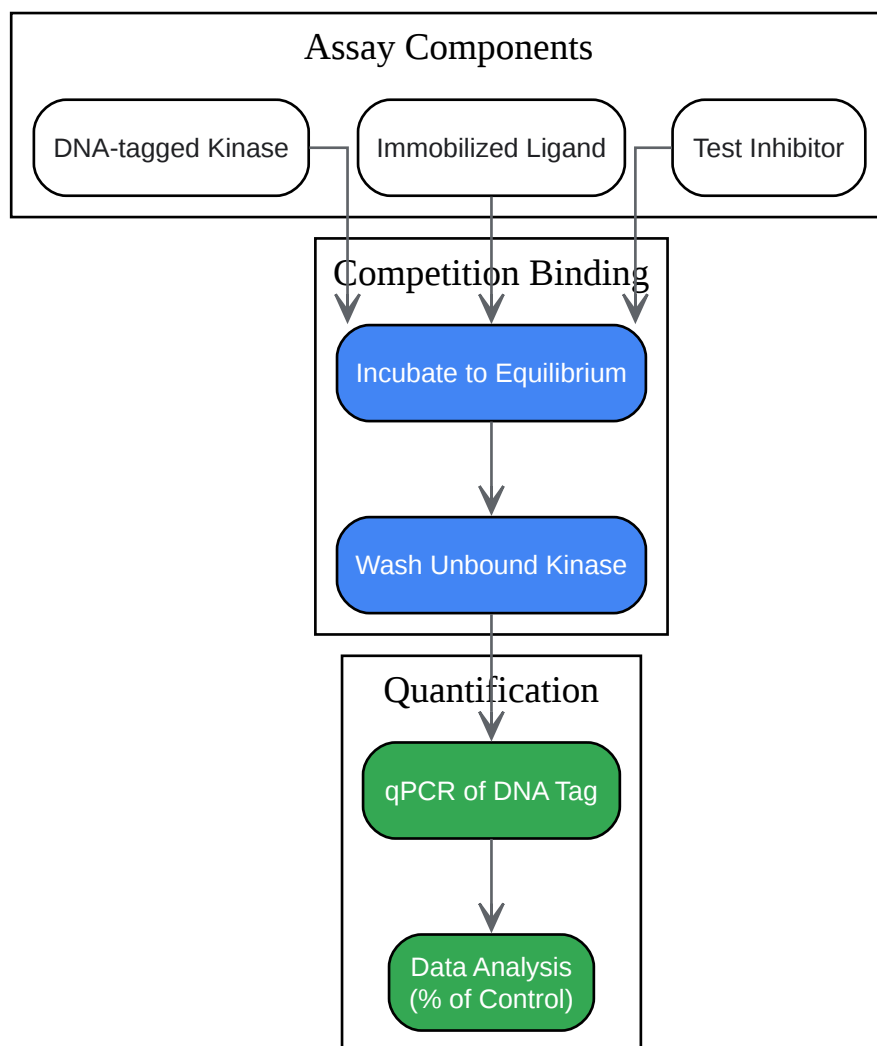 Assay Components
DNA-tagged Kinase
Immobilized Ligand
Test Inhibitor
Competition Binding
Incubate to Equilibrium
Wash Unbound Kinase
Quantification
qPCR of DNA Tag
Data Analysis
(% of Control)